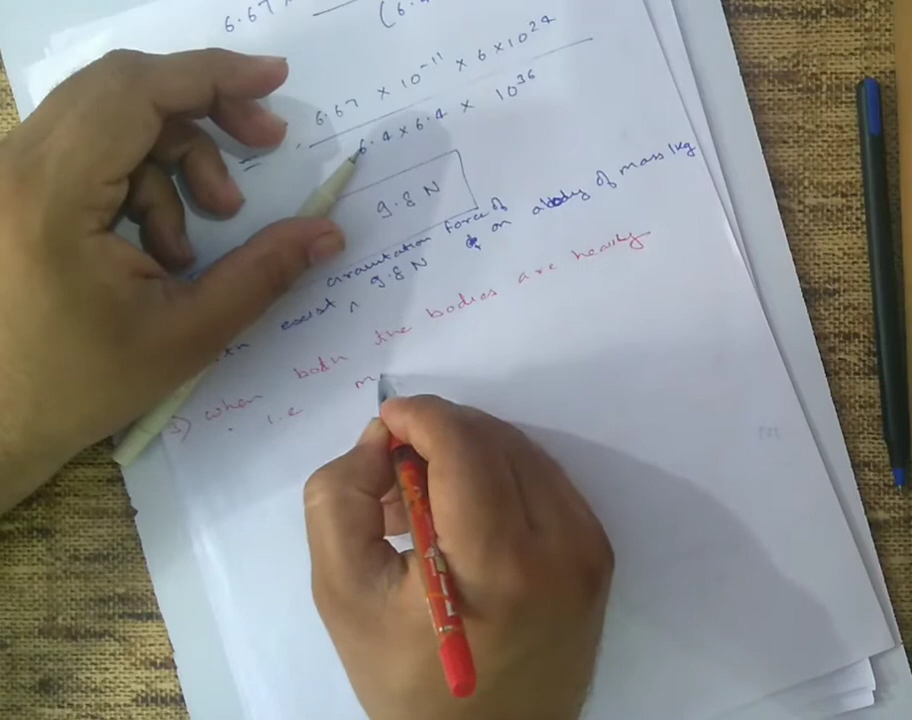 6.67 ×
(6.4
6.67 × 10⁻¹¹ × 6 × 10²⁴
= 6.4 × 6.4 × 10³⁶
9.8 N
Gravitation force of
exist 9.8 N on a body of mass 1kg
3) When both the bodies are heavy
i.e m